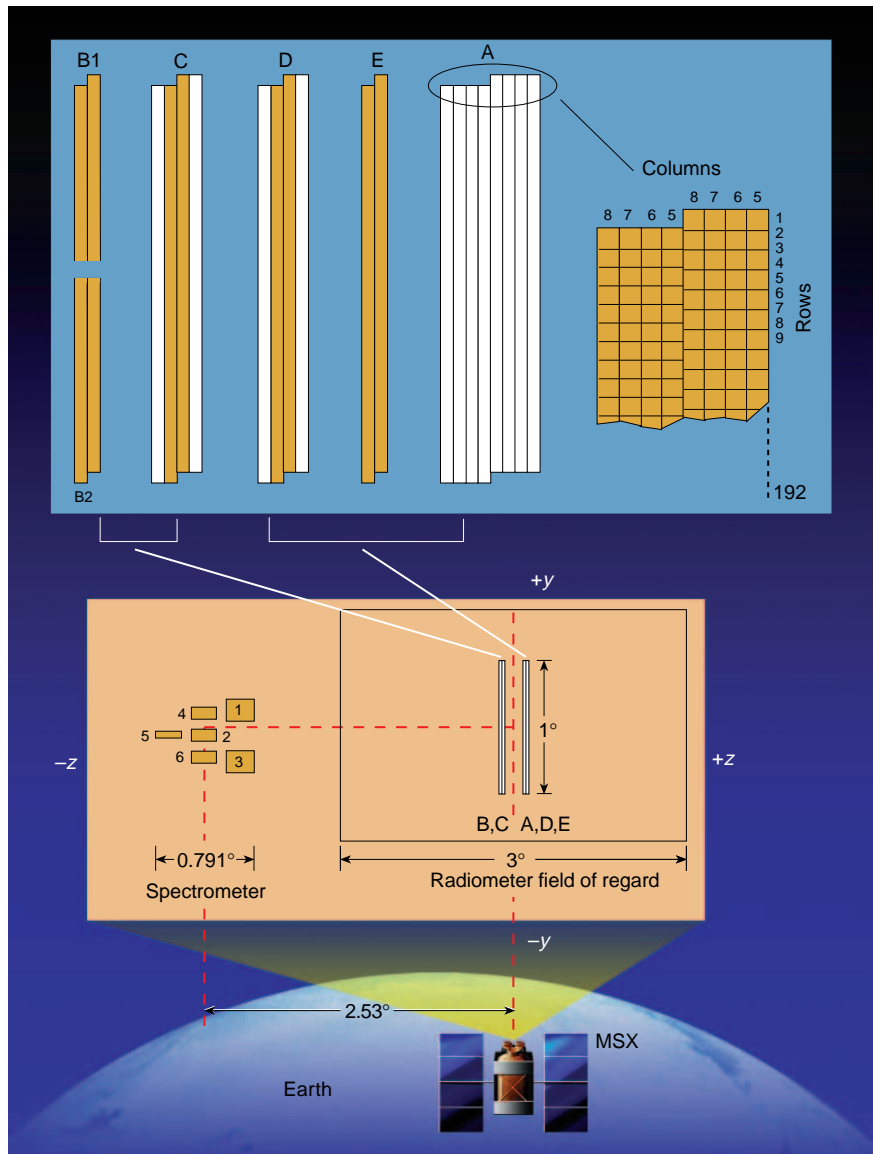 B1 C D E A
Columns
8 7 6 5
8 7 6 5
1
2
3
4
5
6
7
8
9
Rows
192
B2
+y
1
4
5 2
6
3
1°
–z
+z
B,C A,D,E
0.791°
3°
Spectrometer
Radiometer field of regard
–y
2.53°
MSX
Earth